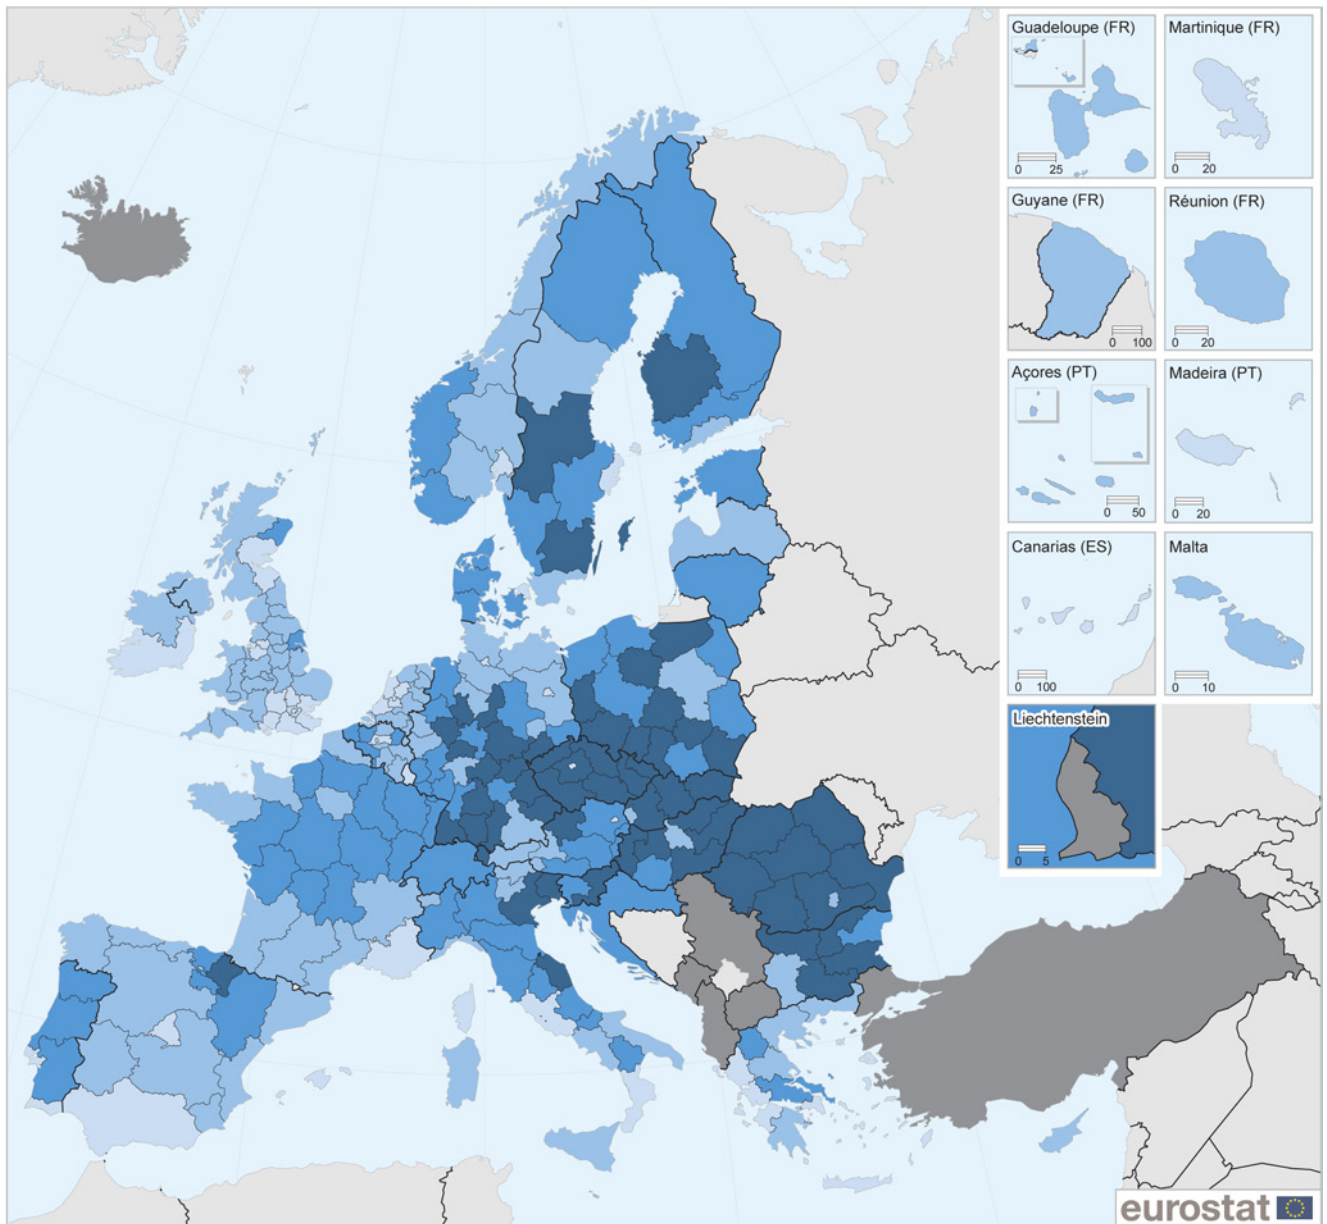 Guadeloupe (FR)
0 25
Martinique (FR)
0 20
Guyane (FR)
0 100
Réunion (FR)
0 20
Açores (PT)
0 50
Madeira (PT)
0 20
Canarias (ES)
0 100
Malta
0 10
Liechtenstein
0 5
eurostat